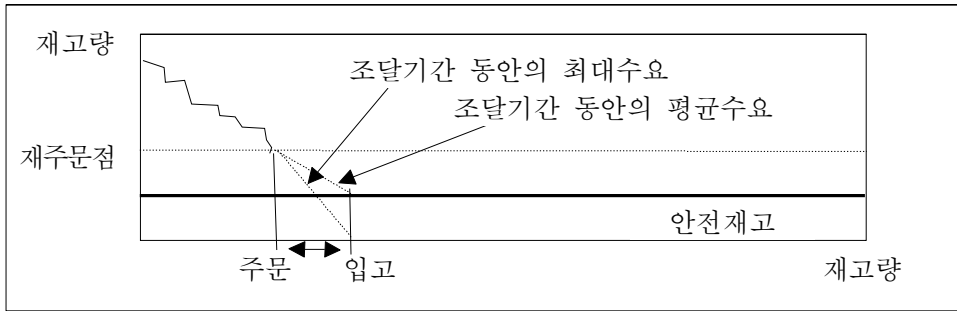 재고량
조달기간 동안의 최대수요
조달기간 동안의 평균수요
재주문점
안전재고
주문 입고 재고량